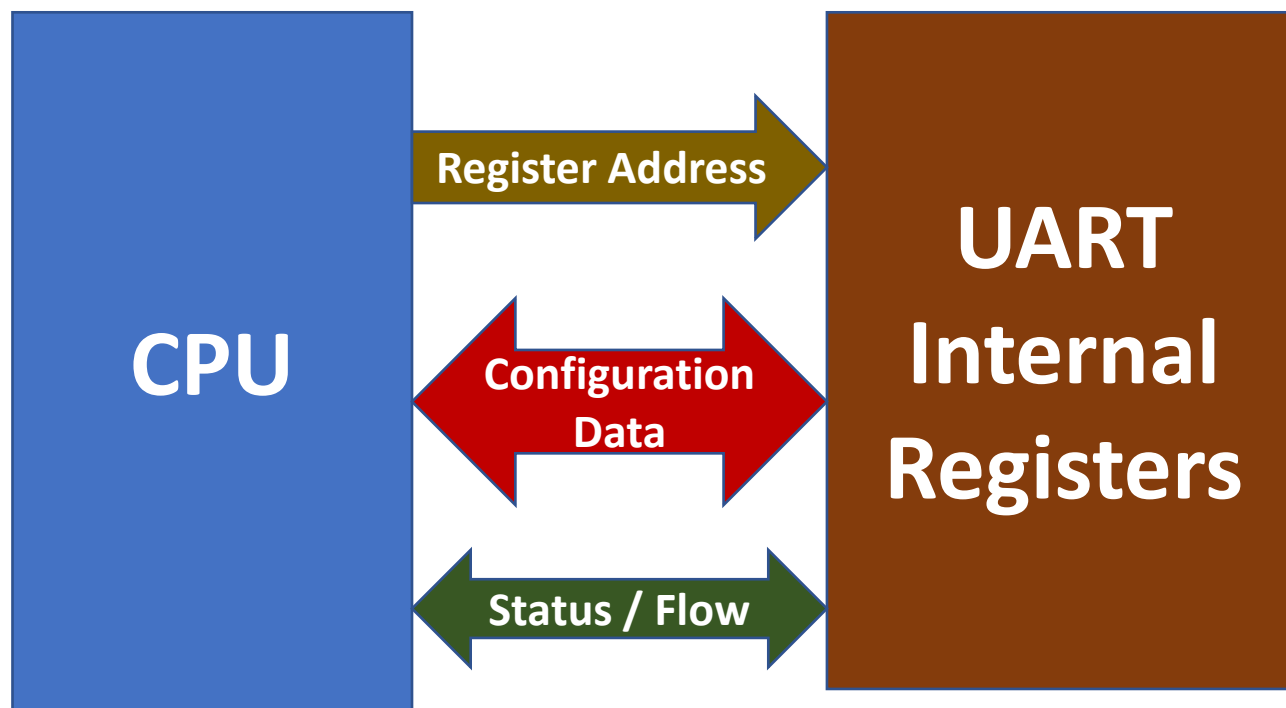 CPU
Register Address
Configuration
Data
Status / Flow
UART
Internal
Registers